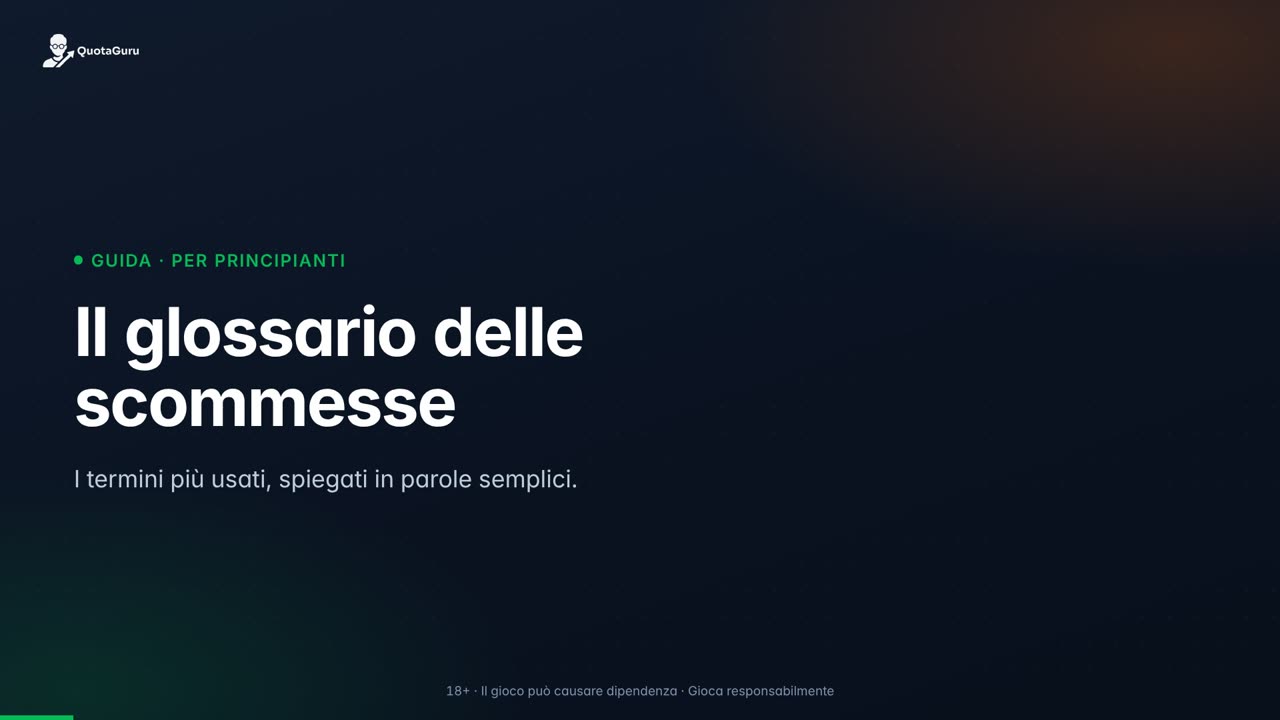 QuotaGuru
GUIDA · PER PRINCIPIANTI
Il glossario delle
scommesse
I termini più usati, spiegati in parole semplici.
18+ · Il gioco può causare dipendenza · Gioca responsabilmente